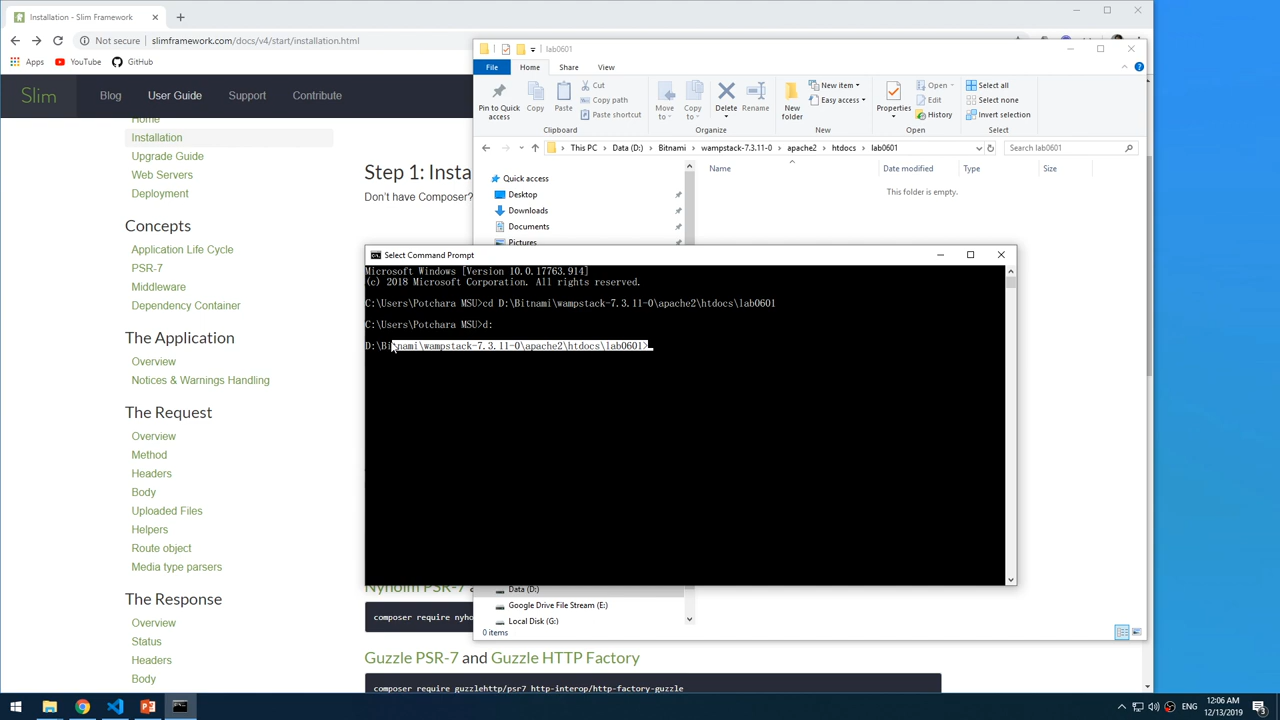 Installation - Slim Framework
Not secure
slimframework.com/docs/v4/start/installation.html
Apps
YouTube
GitHub
Slim
Blog
User Guide
Support
Contribute
Home
Installation
Upgrade Guide
Web Servers
Deployment
Concepts
Application Life Cycle
PSR-7
Middleware
Dependency Container
The Application
Overview
Notices & Warnings Handling
The Request
Overview
Method
Headers
Body
Uploaded Files
Helpers
Route object
Media type parsers
The Response
Overview
Status
Headers
Body
Step 1: Insta
Don't have Composer?
Nyholm PSR-7
composer require nyho
Guzzle PSR-7 and Guzzle HTTP Factory
composer require guzzlehttp/psr7 http-interop/http-factory-guzzle
lab0601
File
Home
Share
View
Pin to Quick access
Copy
Paste
Cut
Copy path
Paste shortcut
Clipboard
Move to
Copy to
Delete
Rename
Organize
New folder
New item
Easy access
New
Properties
Open
Edit
History
Open
Select all
Select none
Invert selection
Select
This PC
Data (D:)
Bitnami
wampstack-7.3.11-0
apache2
htdocs
lab0601
Search lab0601
Quick access
Desktop
Downloads
Documents
Pictures
Name
Date modified
Type
Size
This folder is empty.
Select Command Prompt
Microsoft Windows [Version 10.0.17763.914]
(c) 2018 Microsoft Corporation. All rights reserved.
C:\Users\Potchara MSU>cd D:\Bitnami\wampstack-7.3.11-0\apache2\htdocs\lab0601
C:\Users\Potchara MSU>d:
D:\Bitnami\wampstack-7.3.11-0\apache2\htdocs\lab0601>
Data (D:)
Google Drive File Stream (E:)
Local Disk (G:)
0 items
ENG
12:06 AM
12/13/2019
3